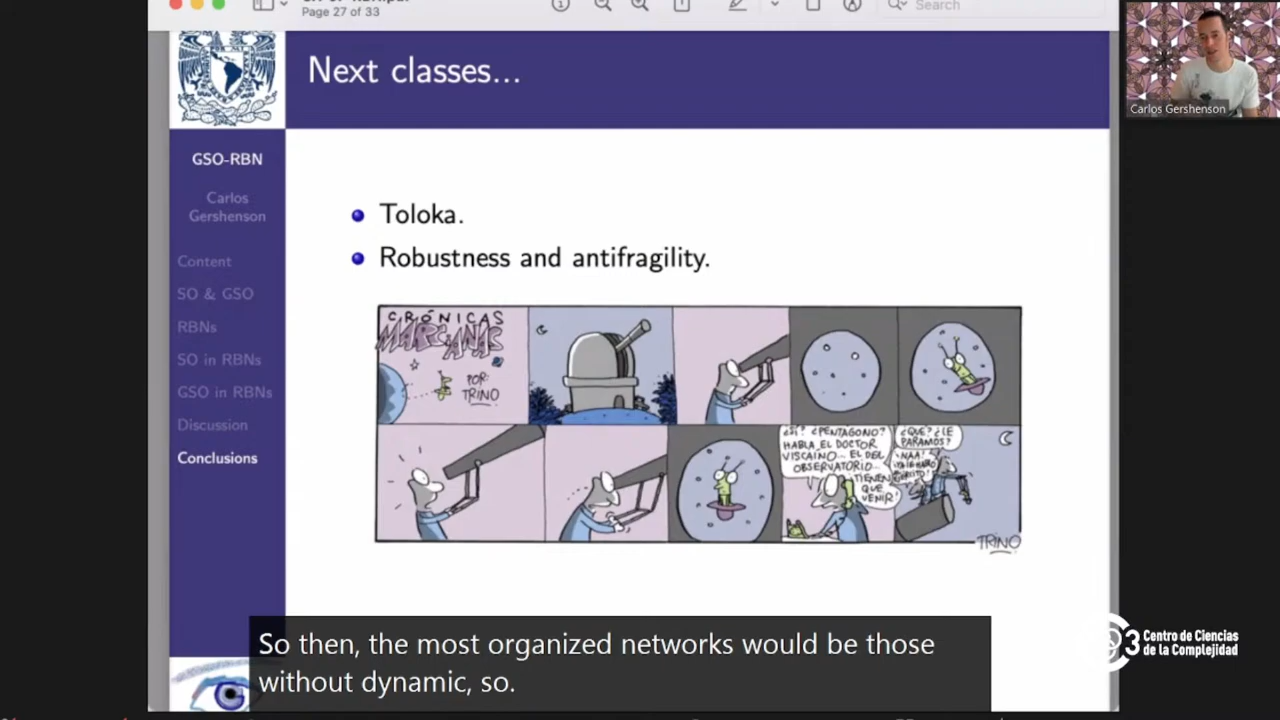 Page 27 of 33
Search
Next classes...
Carlos Gershenson
GSO-RBN
Carlos
Gershenson
Content
SO & GSO
RBNs
SO in RBNs
GSO in RBNs
Discussion
Conclusions
Toloka.
Robustness and antifragility.
CRÓNICAS
MARCIANAS
POR:
TRINO
¿PENTÁGONO?
HABLA EL DOCTOR
VISCAINO... EL DEL
OBSERVATORIO...
TIENEN
QUE
VENIR!
¿QUÉ? ¿LE
PARAMOS?
¡NAA!
TRINO
So then, the most organized networks would be those
without dynamic, so.
3 Centro de Ciencias
de la Complejidad